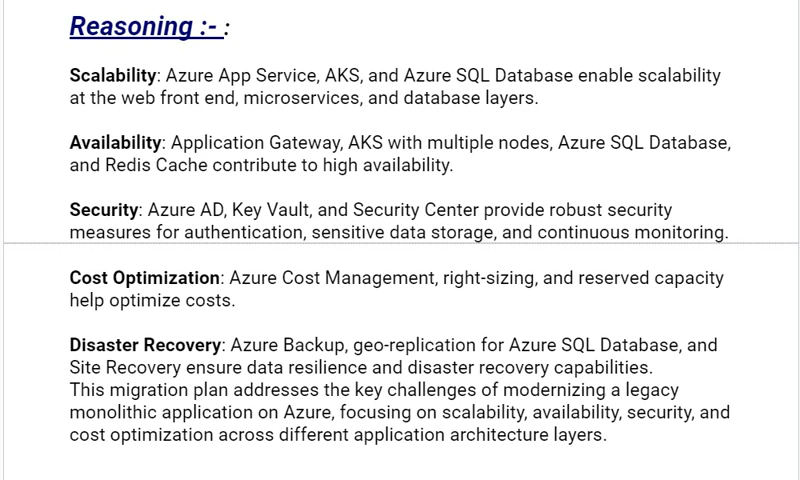 Reasoning :- :
Scalability: Azure App Service, AKS, and Azure SQL Database enable scalability
at the web front end, microservices, and database layers.
Availability: Application Gateway, AKS with multiple nodes, Azure SQL Database,
and Redis Cache contribute to high availability.
Security: Azure AD, Key Vault, and Security Center provide robust security
measures for authentication, sensitive data storage, and continuous monitoring.
Cost Optimization: Azure Cost Management, right-sizing, and reserved capacity
help optimize costs.
Disaster Recovery: Azure Backup, geo-replication for Azure SQL Database, and
Site Recovery ensure data resilience and disaster recovery capabilities.
This migration plan addresses the key challenges of modernizing a legacy
monolithic application on Azure, focusing on scalability, availability, security, and
cost optimization across different application architecture layers.